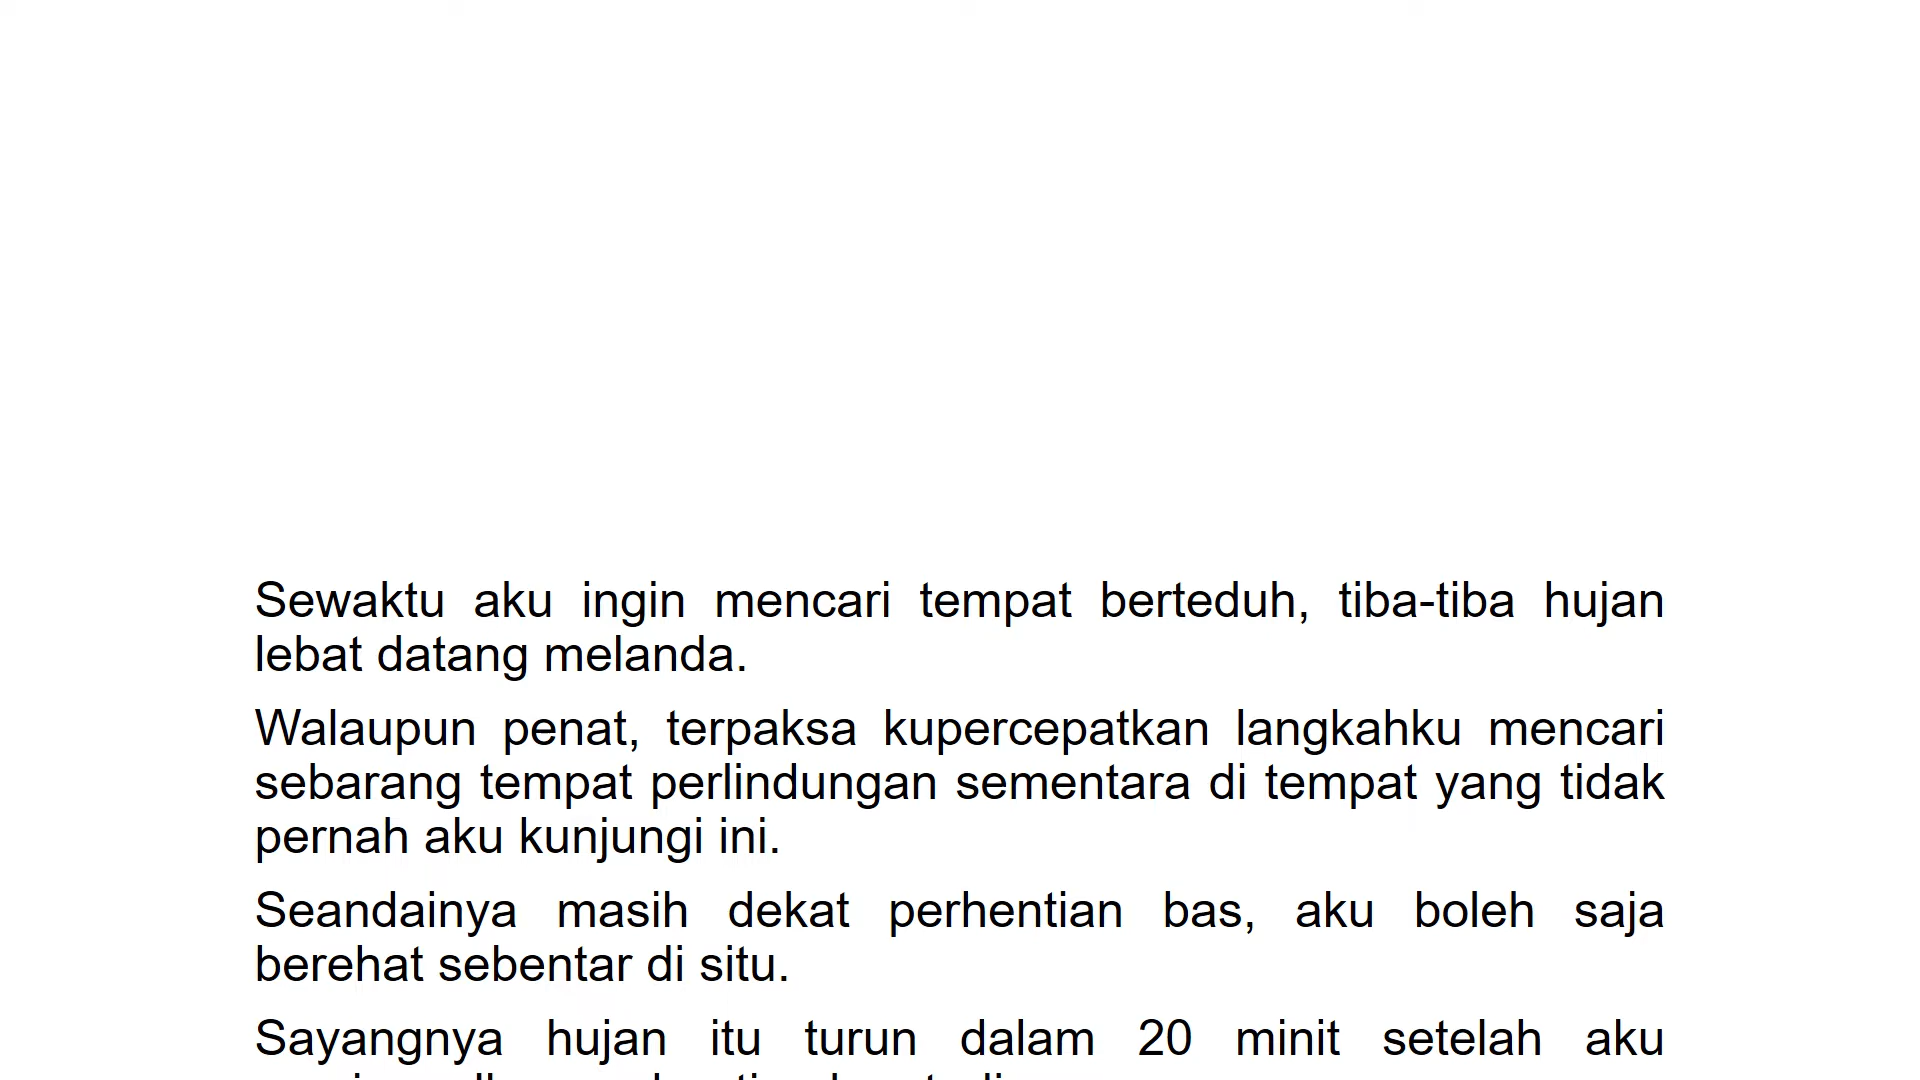 Sewaktu aku ingin mencari tempat berteduh, tiba-tiba hujan
lebat datang melanda.
Walaupun penat, terpaksa kupercepatkan langkahku mencari
sebarang tempat perlindungan sementara di tempat yang tidak
pernah aku kunjungi ini.
Seandainya masih dekat perhentian bas, aku boleh saja
berehat sebentar di situ.
Sayangnya hujan itu turun dalam 20 minit setelah aku